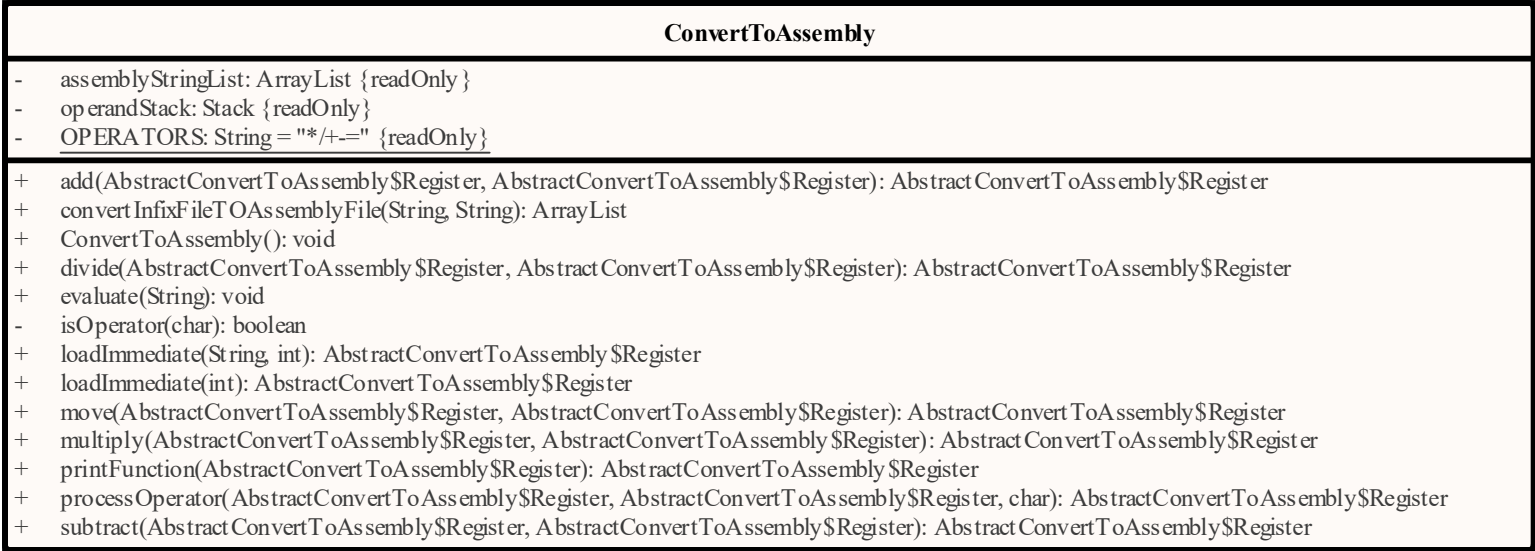 ConvertToAssembly
- assemblyStringList: ArrayList {readOnly}
- operandStack: Stack {readOnly}
- OPERATORS: String = "*/+-=" {readOnly}
+ add(AbstractConvertToAssembly$Register, AbstractConvertToAssembly$Register): AbstractConvertToAssembly$Register
+ convertInfixFileTOAssemblyFile(String, String): ArrayList
+ ConvertToAssembly(): void
+ divide(AbstractConvertToAssembly$Register, AbstractConvertToAssembly$Register): AbstractConvertToAssembly$Register
+ evaluate(String): void
- isOperator(char): boolean
+ loadImmediate(String, int): AbstractConvertToAssembly$Register
+ loadImmediate(int): AbstractConvertToAssembly$Register
+ move(AbstractConvertToAssembly$Register, AbstractConvertToAssembly$Register): AbstractConvertToAssembly$Register
+ multiply(AbstractConvertToAssembly$Register, AbstractConvertToAssembly$Register): AbstractConvertToAssembly$Register
+ printFunction(AbstractConvertToAssembly$Register): AbstractConvertToAssembly$Register
+ processOperator(AbstractConvertToAssembly$Register, AbstractConvertToAssembly$Register, char): AbstractConvertToAssembly$Register
+ subtract(AbstractConvertToAssembly$Register, AbstractConvertToAssembly$Register): AbstractConvertToAssembly$Register